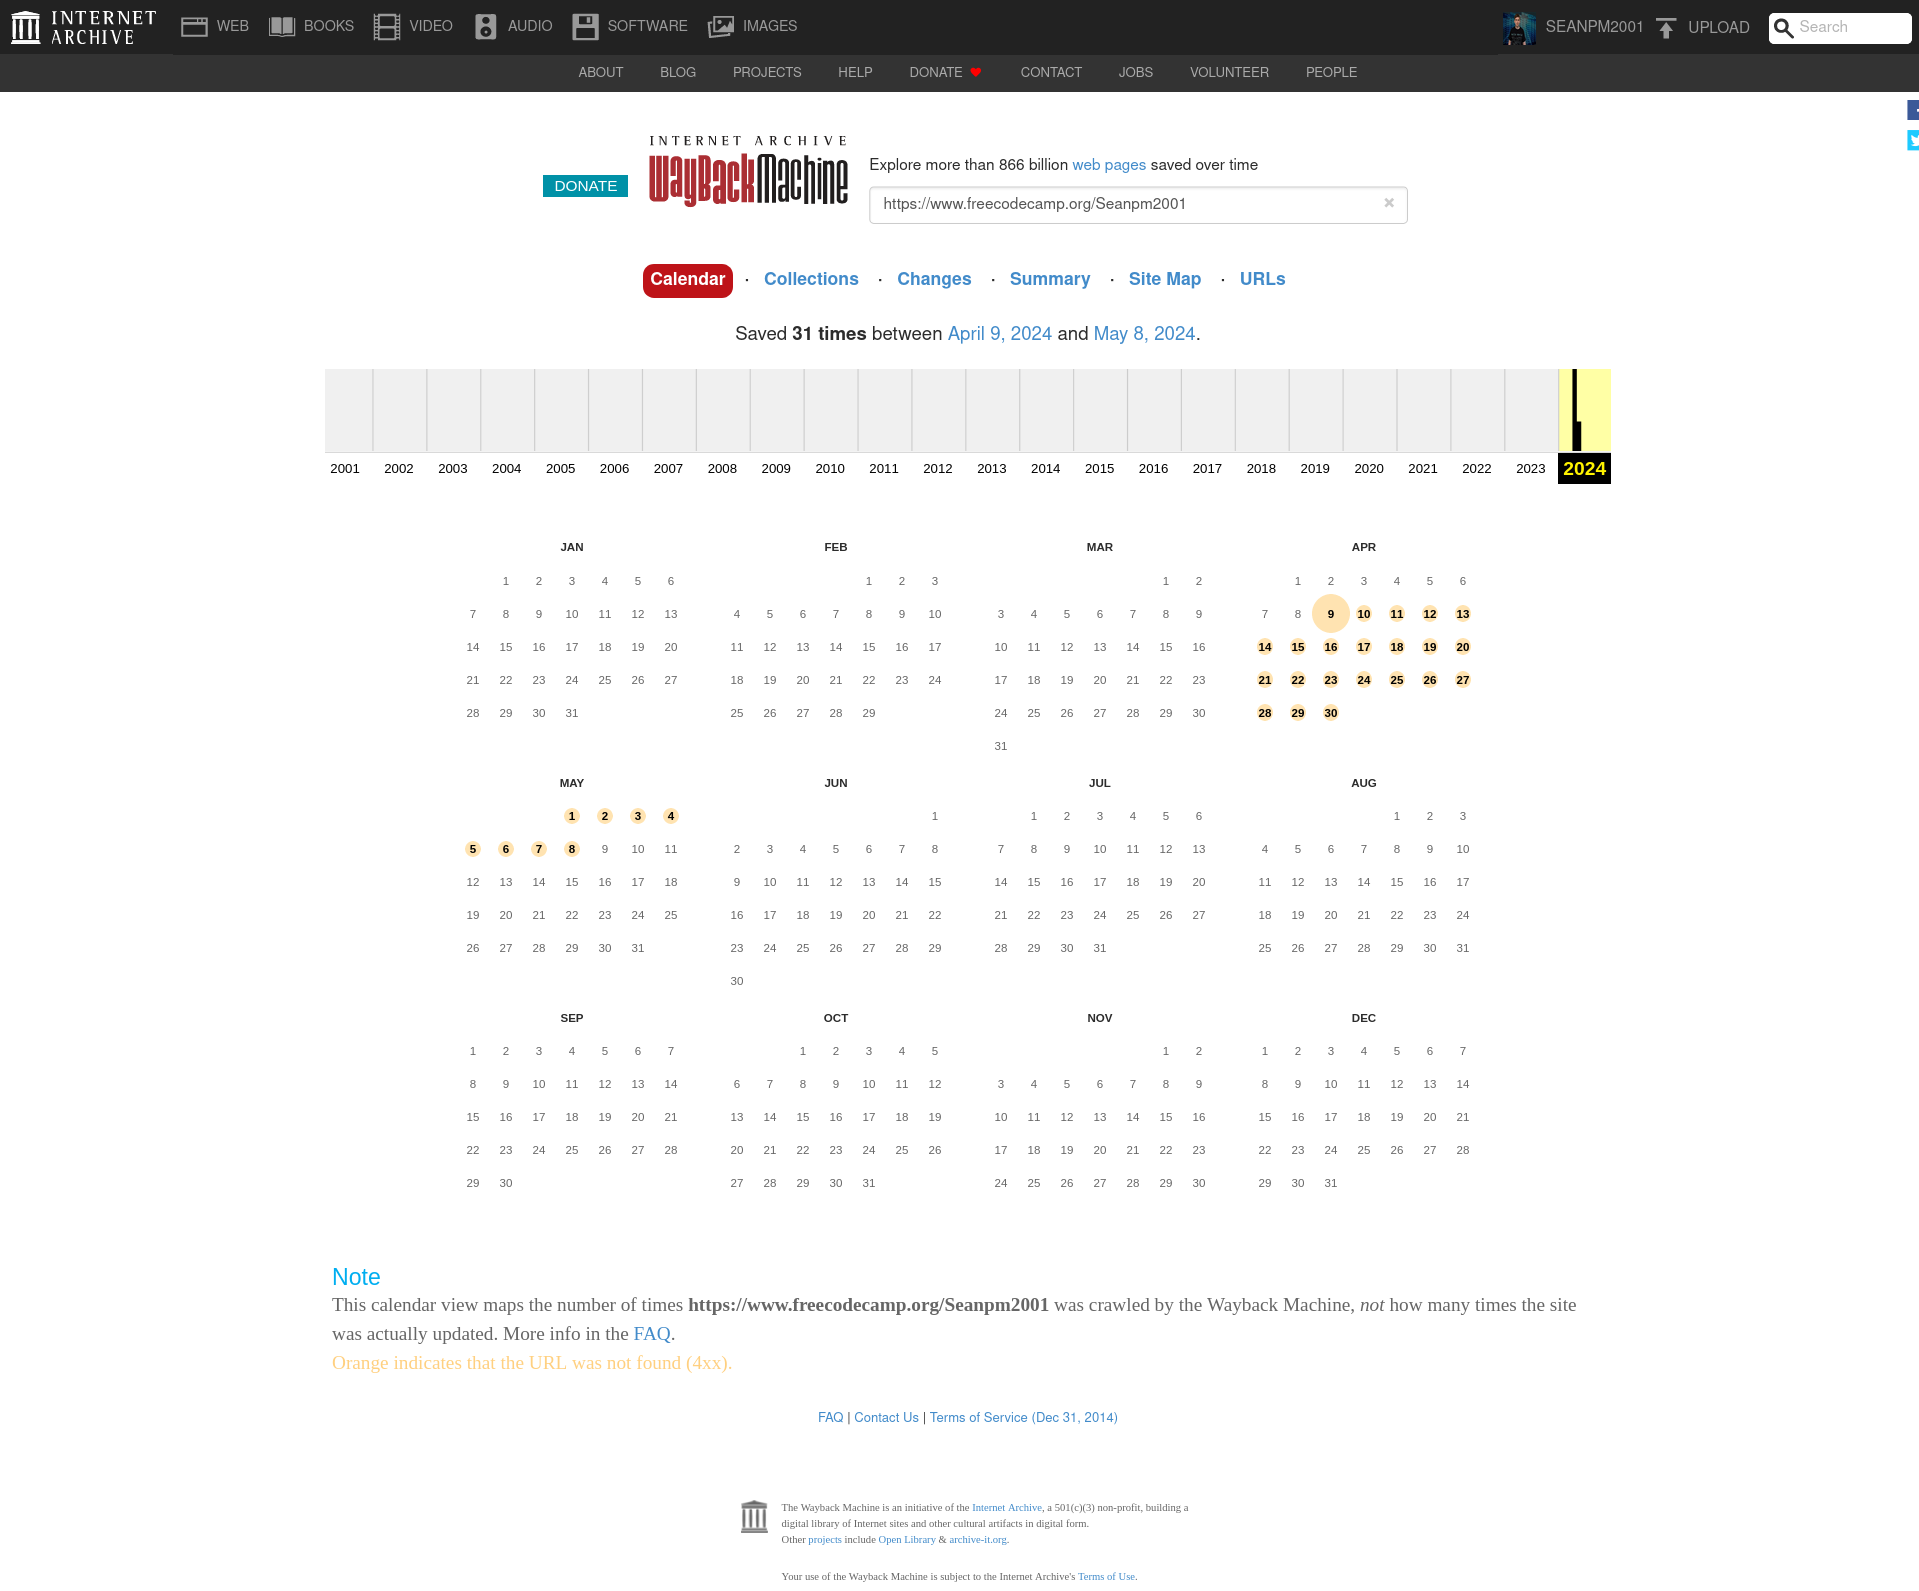 INTERNET ARCHIVE
WEB BOOKS VIDEO AUDIO SOFTWARE IMAGES SEANPM2001 UPLOAD Search
ABOUT BLOG PROJECTS HELP DONATE CONTACT JOBS VOLUNTEER PEOPLE
DONATE
INTERNET ARCHIVE
WayBackMachine
Explore more than 866 billion web pages saved over time
https://www.freecodecamp.org/Seanpm2001 ×
Calendar · Collections · Changes · Summary · Site Map · URLs
Saved 31 times between April 9, 2024 and May 8, 2024.
2001 2002 2003 2004 2005 2006 2007 2008 2009 2010 2011 2012 2013 2014 2015 2016 2017 2018 2019 2020 2021 2022 2023 2024
JAN
1 2 3 4 5 6
7 8 9 10 11 12 13
14 15 16 17 18 19 20
21 22 23 24 25 26 27
28 29 30 31
FEB
1 2 3
4 5 6 7 8 9 10
11 12 13 14 15 16 17
18 19 20 21 22 23 24
25 26 27 28 29
MAR
1 2
3 4 5 6 7 8 9
10 11 12 13 14 15 16
17 18 19 20 21 22 23
24 25 26 27 28 29 30
31
APR
1 2 3 4 5 6
7 8 9 10 11 12 13
14 15 16 17 18 19 20
21 22 23 24 25 26 27
28 29 30
MAY
1 2 3 4
5 6 7 8 9 10 11
12 13 14 15 16 17 18
19 20 21 22 23 24 25
26 27 28 29 30 31
JUN
1
2 3 4 5 6 7 8
9 10 11 12 13 14 15
16 17 18 19 20 21 22
23 24 25 26 27 28 29
30
JUL
1 2 3 4 5 6
7 8 9 10 11 12 13
14 15 16 17 18 19 20
21 22 23 24 25 26 27
28 29 30 31
AUG
1 2 3
4 5 6 7 8 9 10
11 12 13 14 15 16 17
18 19 20 21 22 23 24
25 26 27 28 29 30 31
SEP
1 2 3 4 5 6 7
8 9 10 11 12 13 14
15 16 17 18 19 20 21
22 23 24 25 26 27 28
29 30
OCT
1 2 3 4 5
6 7 8 9 10 11 12
13 14 15 16 17 18 19
20 21 22 23 24 25 26
27 28 29 30 31
NOV
1 2
3 4 5 6 7 8 9
10 11 12 13 14 15 16
17 18 19 20 21 22 23
24 25 26 27 28 29 30
DEC
1 2 3 4 5 6 7
8 9 10 11 12 13 14
15 16 17 18 19 20 21
22 23 24 25 26 27 28
29 30 31
Note
This calendar view maps the number of times https://www.freecodecamp.org/Seanpm2001 was crawled by the Wayback Machine, not how many times the site
was actually updated. More info in the FAQ.
Orange indicates that the URL was not found (4xx).
FAQ | Contact Us | Terms of Service (Dec 31, 2014)
The Wayback Machine is an initiative of the Internet Archive, a 501(c)(3) non-profit, building a
digital library of Internet sites and other cultural artifacts in digital form.
Other projects include Open Library & archive-it.org.
Your use of the Wayback Machine is subject to the Internet Archive's Terms of Use.